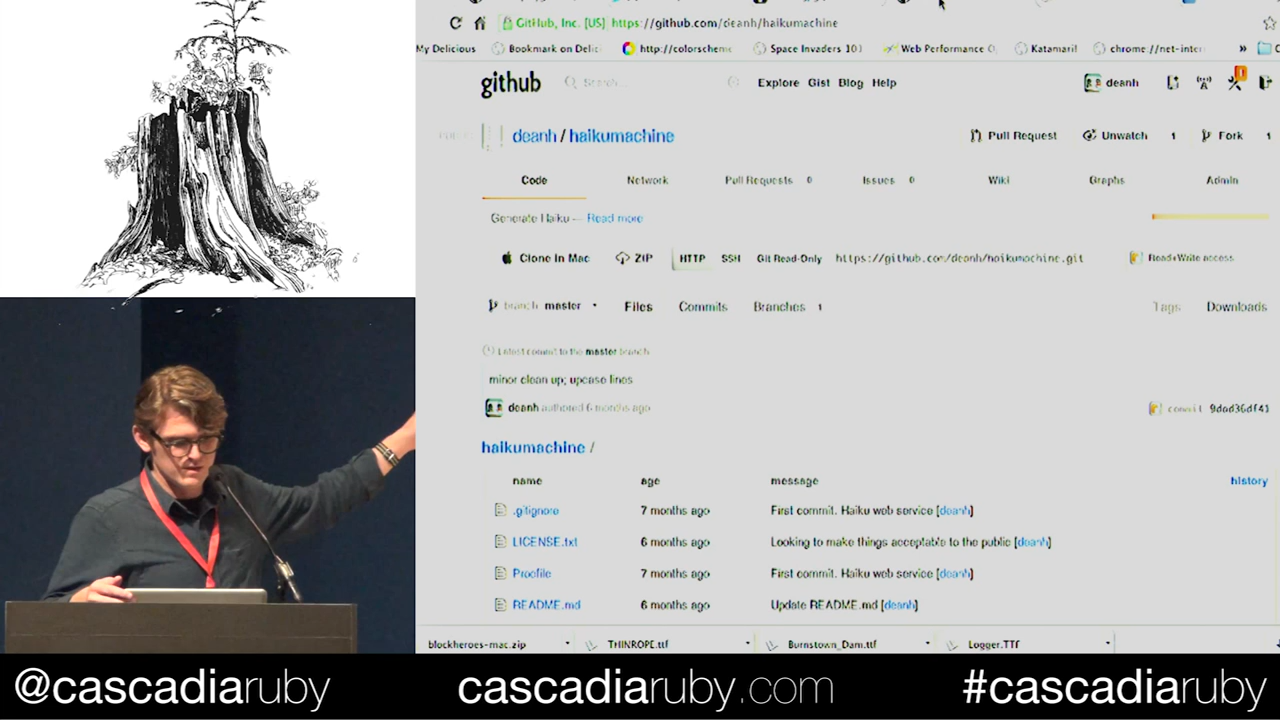 GitHub, Inc. [US] https://github.com/deanh/haikumachine
My Delicious Bookmark on Delic http://colorschem Space Invaders 101 Web Performance Katamari chrome://net-inter »
github Search... Explore Gist Blog Help deanh
deanh / haikumachine Pull Request Unwatch 1 Fork 1
Code Network Pull Requests 0 Issues 0 Wiki Graphs Admin
Generate Haiku — Read more
Clone in Mac ZIP HTTP SSH Git Read-Only https://github.com/deanh/haikumachine.git Read+Write access
branch: master Files Commits Branches 1 Tags Downloads
Latest commit to the master branch
minor clean up; upcase lines
deanh authored 6 months ago commit 9dad36df41
haikumachine /
name age message history
.gitignore 7 months ago First commit. Haiku web service [deanh]
LICENSE.txt 6 months ago Looking to make things acceptable to the public [deanh]
Procfile 7 months ago First commit. Haiku web service [deanh]
README.md 6 months ago Update README.md [deanh]
blockheroes-mac.zip THINROPE.ttf Burnstown_Dam.ttf Logger.TTf
@cascadiaruby cascadiaruby.com #cascadiaruby